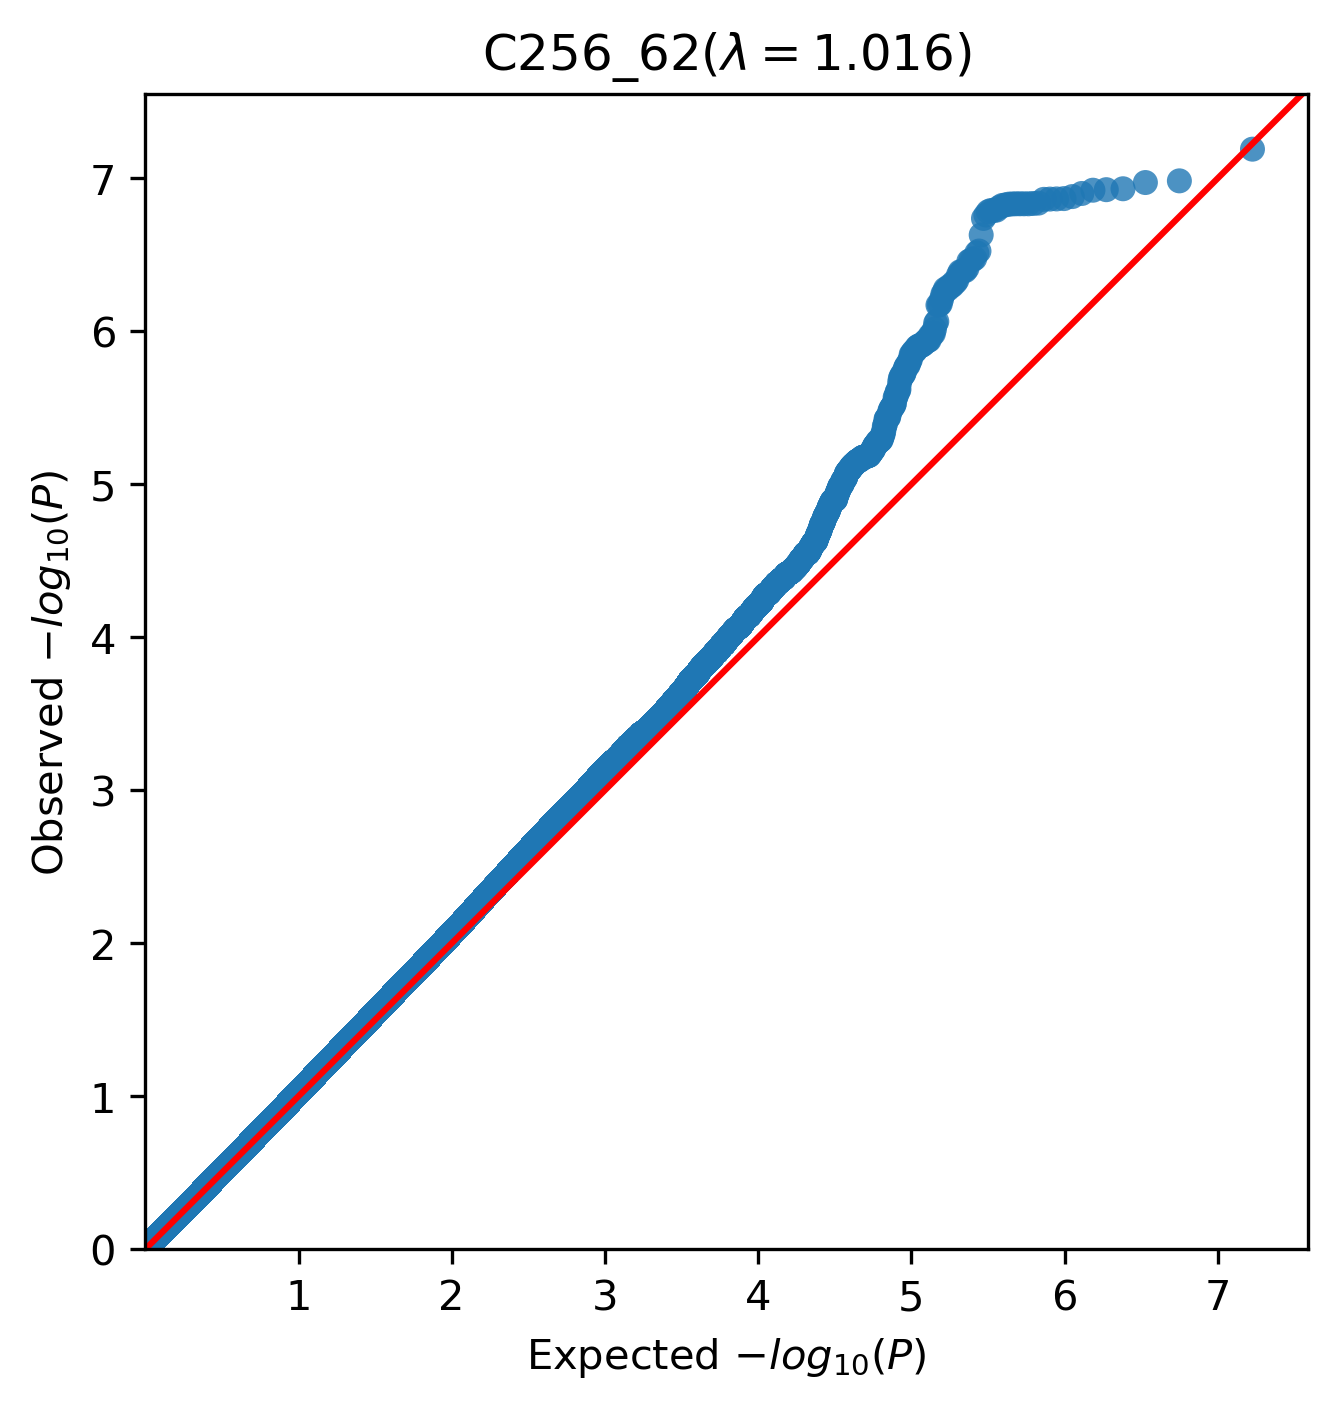 C256_62(λ = 1.016)
Observed −log₁₀(P)
7
6
5
4
3
2
1
0
1 2 3 4 5 6 7
Expected −log₁₀(P)